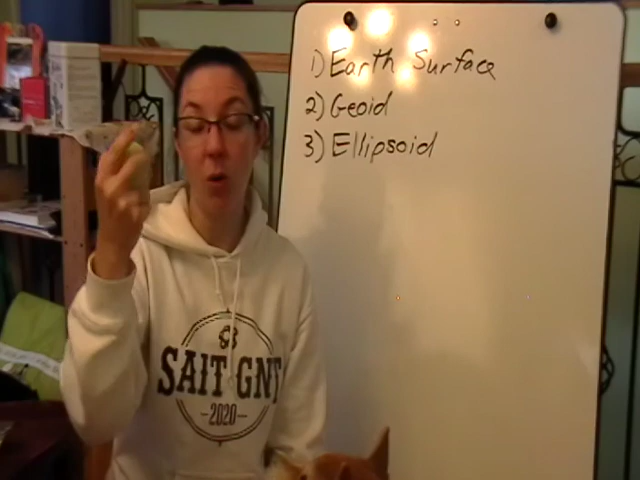 1) Earth Surface
2) Geoid
3) Ellipsoid
SAIT GNT
-2020-